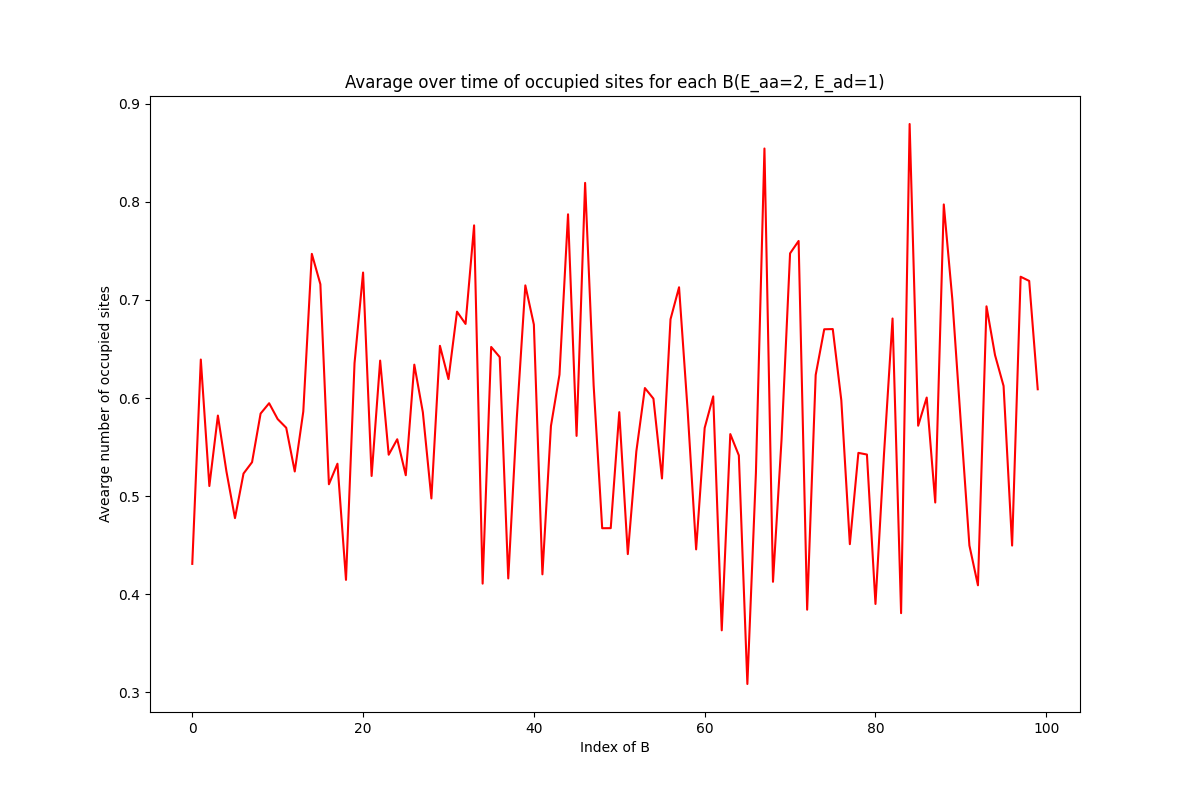 Avarage over time of occupied sites for each B(E_aa=2, E_ad=1)
0.9
0.8
0.7
0.6
0.5
0.4
0.3
Avearge number of occupied sites
0 20 40 60 80 100
Index of B